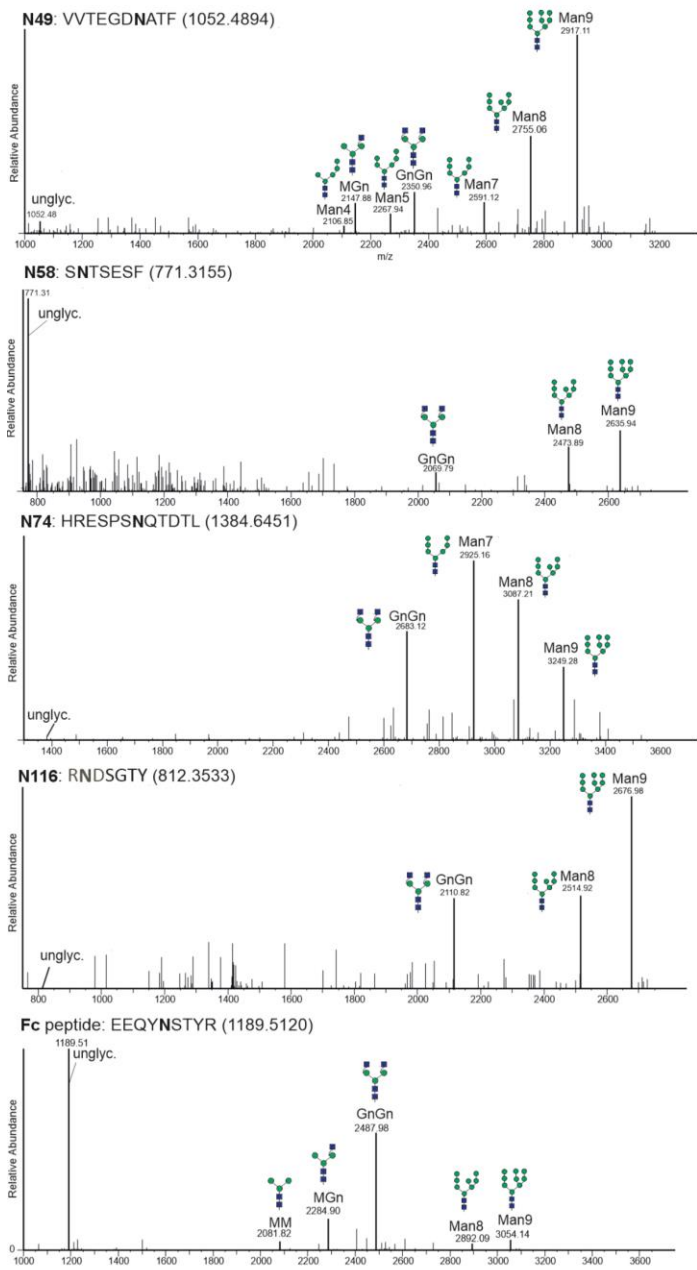 N49: VVTEGDNATF (1052.4894)
Man9
2917.11
Man8
2755.06
GnGn
2350.96
MGn
2147.88
Man7
2591.12
Man5
2267.94
Man4
2106.85
unglyc.
1052.48
Relative Abundance
1000 1200 1400 1600 1800 2000 2200 2400 2600 2800 3000 3200
m/z
N58: SNTSESF (771.3155)
771.31
unglyc.
Man9
2635.94
Man8
2473.89
GnGn
2069.79
Relative Abundance
800 1000 1200 1400 1600 1800 2000 2200 2400 2600
N74: HRESPSNQTDTL (1384.6451)
Man7
2925.16
Man8
3087.21
GnGn
2683.12
Man9
3249.28
unglyc.
Relative Abundance
1400 1600 1800 2000 2200 2400 2600 2800 3000 3200 3400 3600
N116: RNDSGTY (812.3533)
Man9
2676.98
GnGn
2110.82
Man8
2514.92
unglyc.
Relative Abundance
800 1000 1200 1400 1600 1800 2000 2200 2400 2600
Fc peptide: EEQYNSTYR (1189.5120)
1189.51
unglyc.
GnGn
2487.98
MGn
2284.90
MM
2081.82
Man8
2892.09
Man9
3054.14
Relative Abundance
0
1000 1200 1400 1600 1800 2000 2200 2400 2600 2800 3000 3200 3400 3600